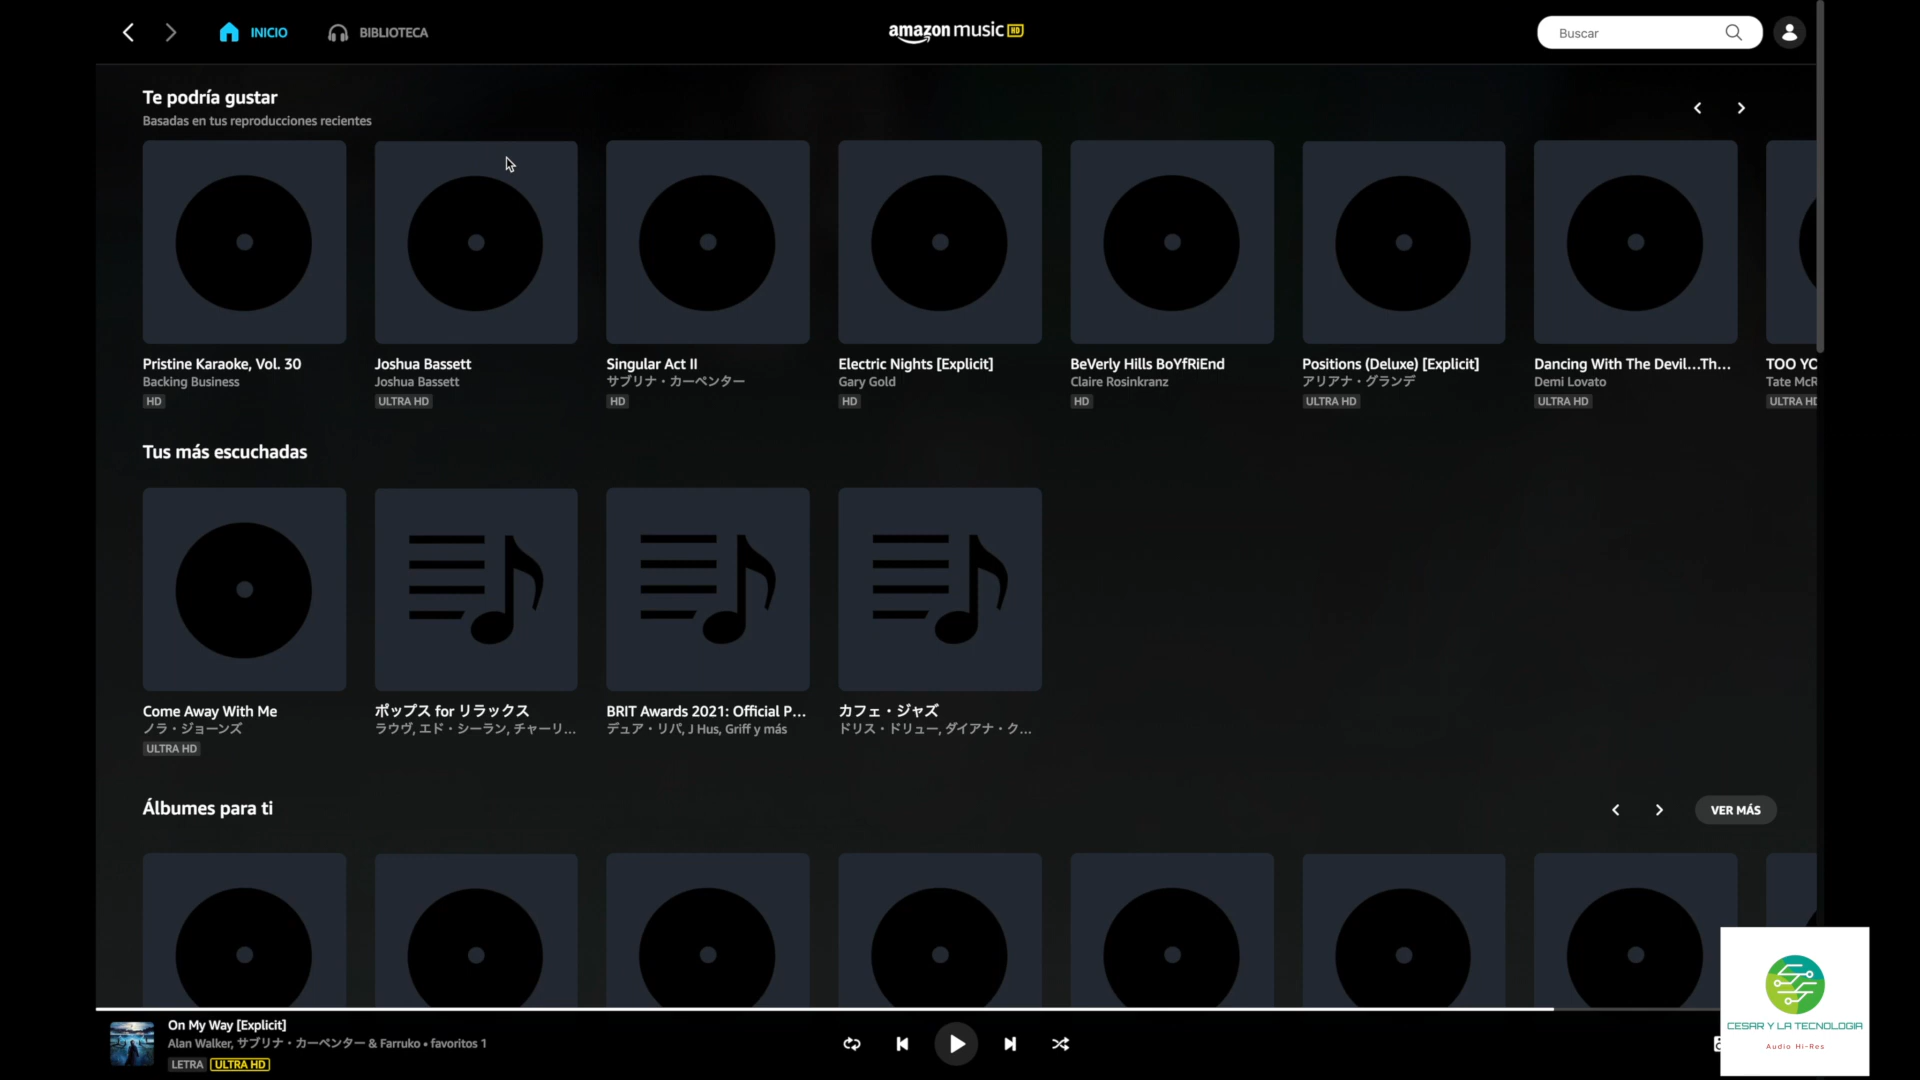 INICIO
BIBLIOTECA
amazon music HD
Buscar
Te podría gustar
Basadas en tus reproducciones recientes
Pristine Karaoke, Vol. 30
Backing Business
HD
Joshua Bassett
Joshua Bassett
ULTRA HD
Singular Act II
サブリナ・カーペンター
HD
Electric Nights [Explicit]
Gary Gold
HD
BeVerly Hills BoYfRiEnd
Claire Rosinkranz
HD
Positions (Deluxe) [Explicit]
アリアナ・グランデ
ULTRA HD
Dancing With The Devil...Th...
Demi Lovato
ULTRA HD
TOO YO
Tate McR
ULTRA HD
Tus más escuchadas
Come Away With Me
ノラ・ジョーンズ
ULTRA HD
ポップス for リラックス
ラウヴ, エド・シーラン, チャーリ...
BRIT Awards 2021: Official P...
デュア・リパ, J Hus, Griff y más
カフェ・ジャズ
ドリス・ドリュー, ダイアナ・ク...
Álbumes para ti
VER MÁS
On My Way [Explicit]
Alan Walker, サブリナ・カーペンター & Farruko • favoritos 1
LETRA ULTRA HD
CESAR Y LA TECNOLOGIA
Audio Hi-Res